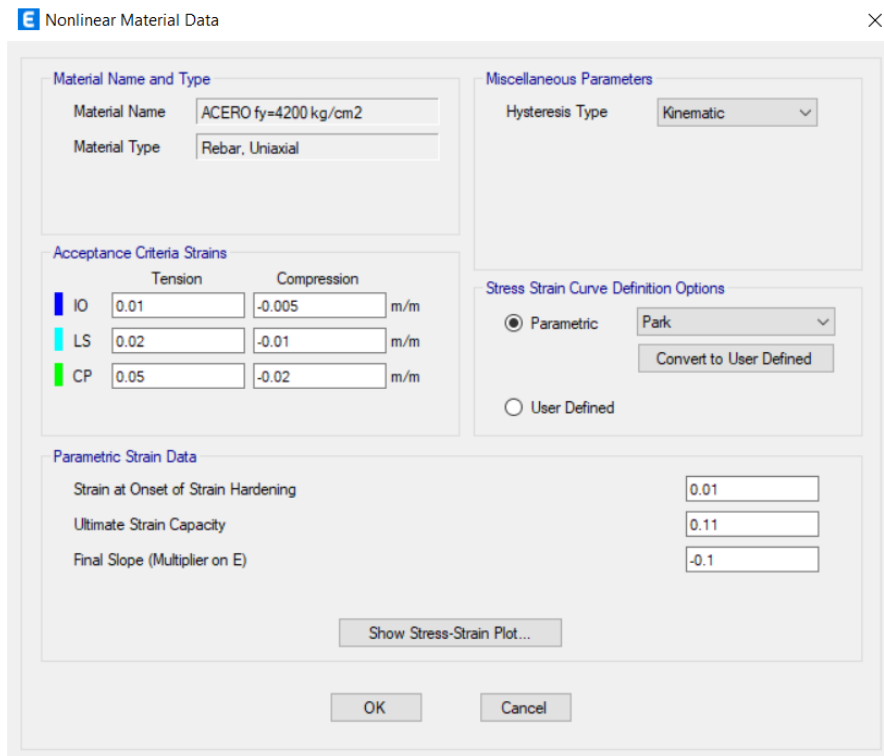 E Nonlinear Material Data
Material Name and Type
Material Name ACERO fy=4200 kg/cm2
Material Type Rebar, Uniaxial
Miscellaneous Parameters
Hysteresis Type Kinematic
Acceptance Criteria Strains
Tension Compression
IO 0.01 -0.005 m/m
LS 0.02 -0.01 m/m
CP 0.05 -0.02 m/m
Stress Strain Curve Definition Options
Parametric Park
Convert to User Defined
User Defined
Parametric Strain Data
Strain at Onset of Strain Hardening 0.01
Ultimate Strain Capacity 0.11
Final Slope (Multiplier on E) -0.1
Show Stress-Strain Plot...
OK Cancel